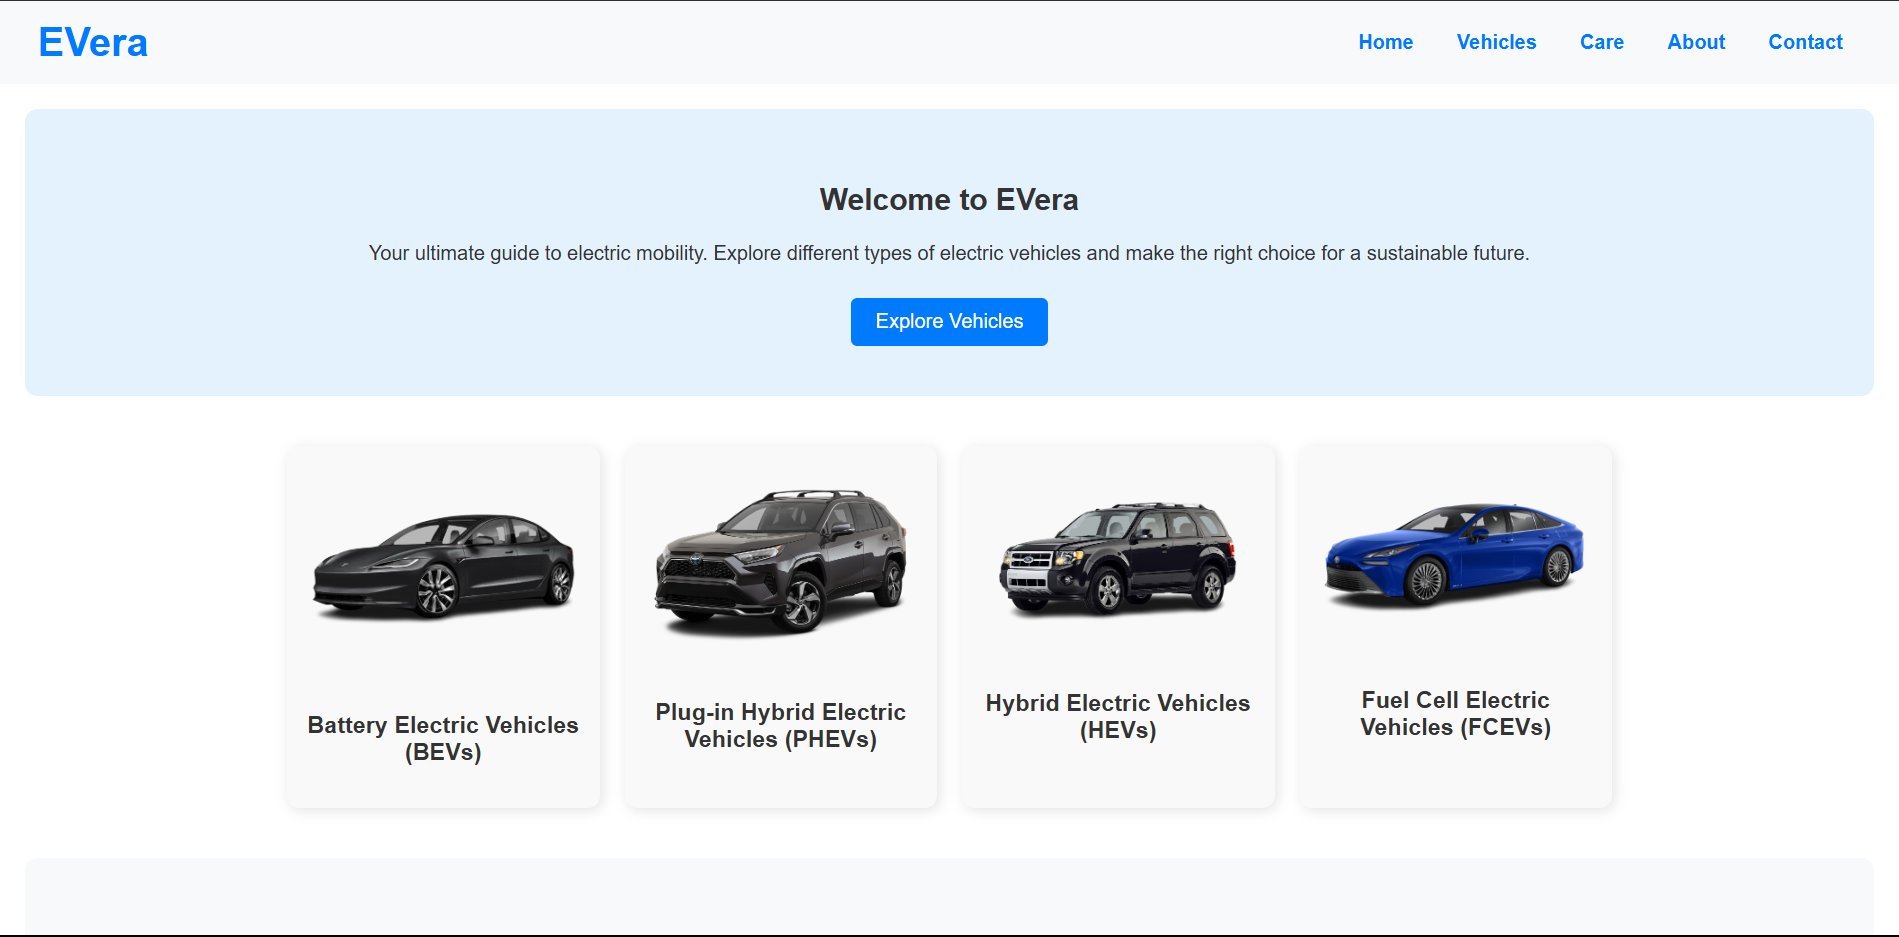 EVera
Home Vehicles Care About Contact
Welcome to EVera
Your ultimate guide to electric mobility. Explore different types of electric vehicles and make the right choice for a sustainable future.
Explore Vehicles
Battery Electric Vehicles
(BEVs)
Plug-in Hybrid Electric
Vehicles (PHEVs)
Hybrid Electric Vehicles
(HEVs)
Fuel Cell Electric
Vehicles (FCEVs)